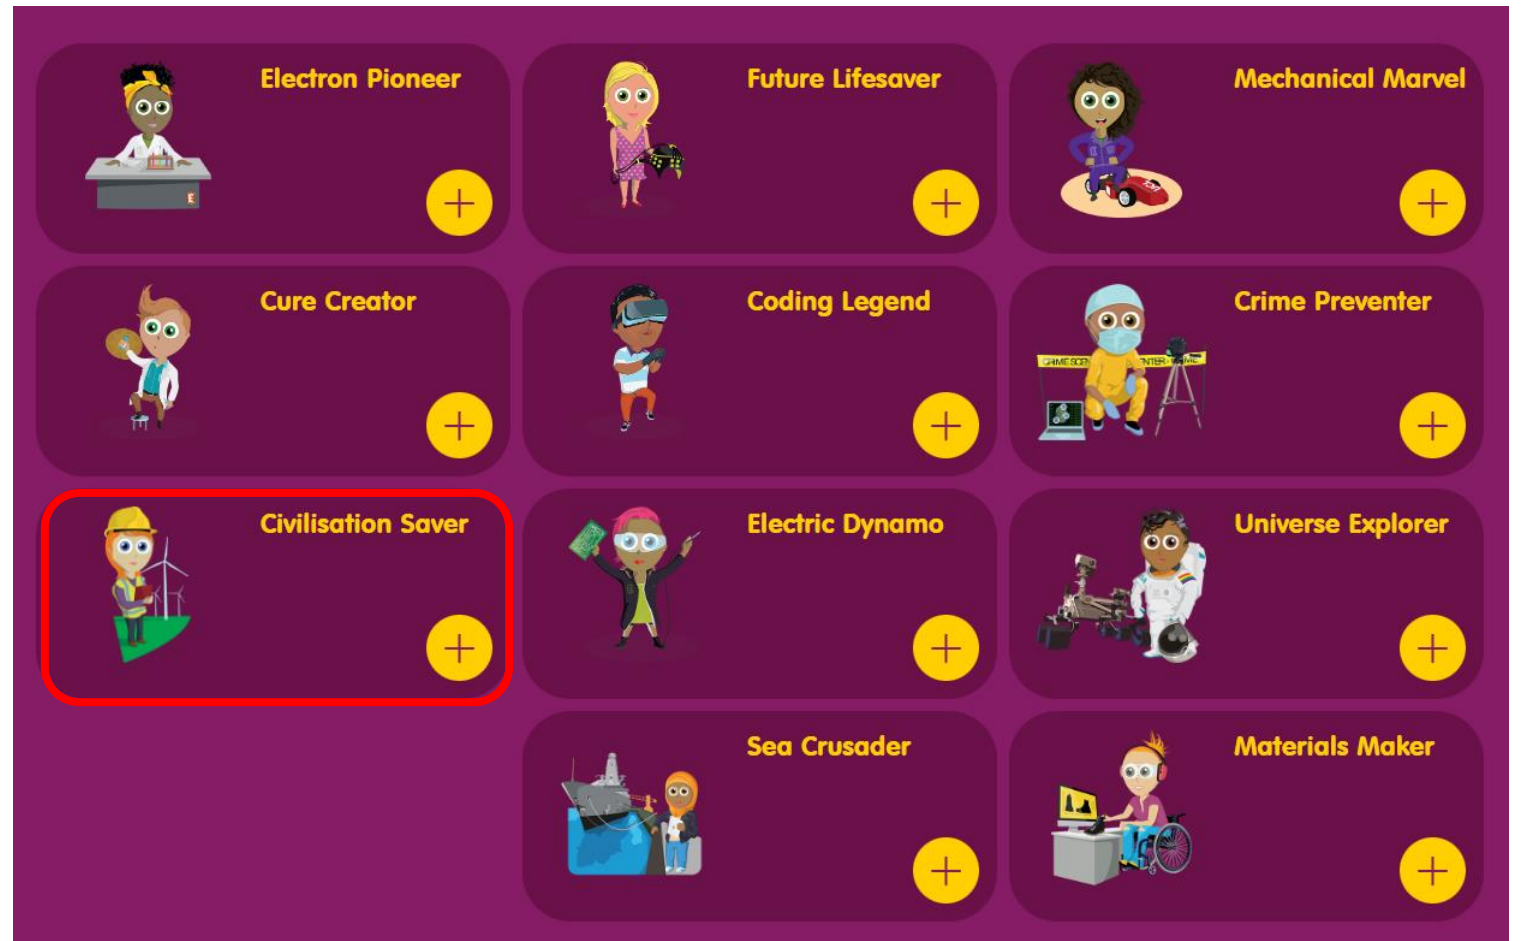 Electron Pioneer
Future Lifesaver
Mechanical Marvel
E
UCL
Cure Creator
Coding Legend
Crime Preventer
Civilisation Saver
Electric Dynamo
Universe Explorer
Sea Crusader
Materials Maker